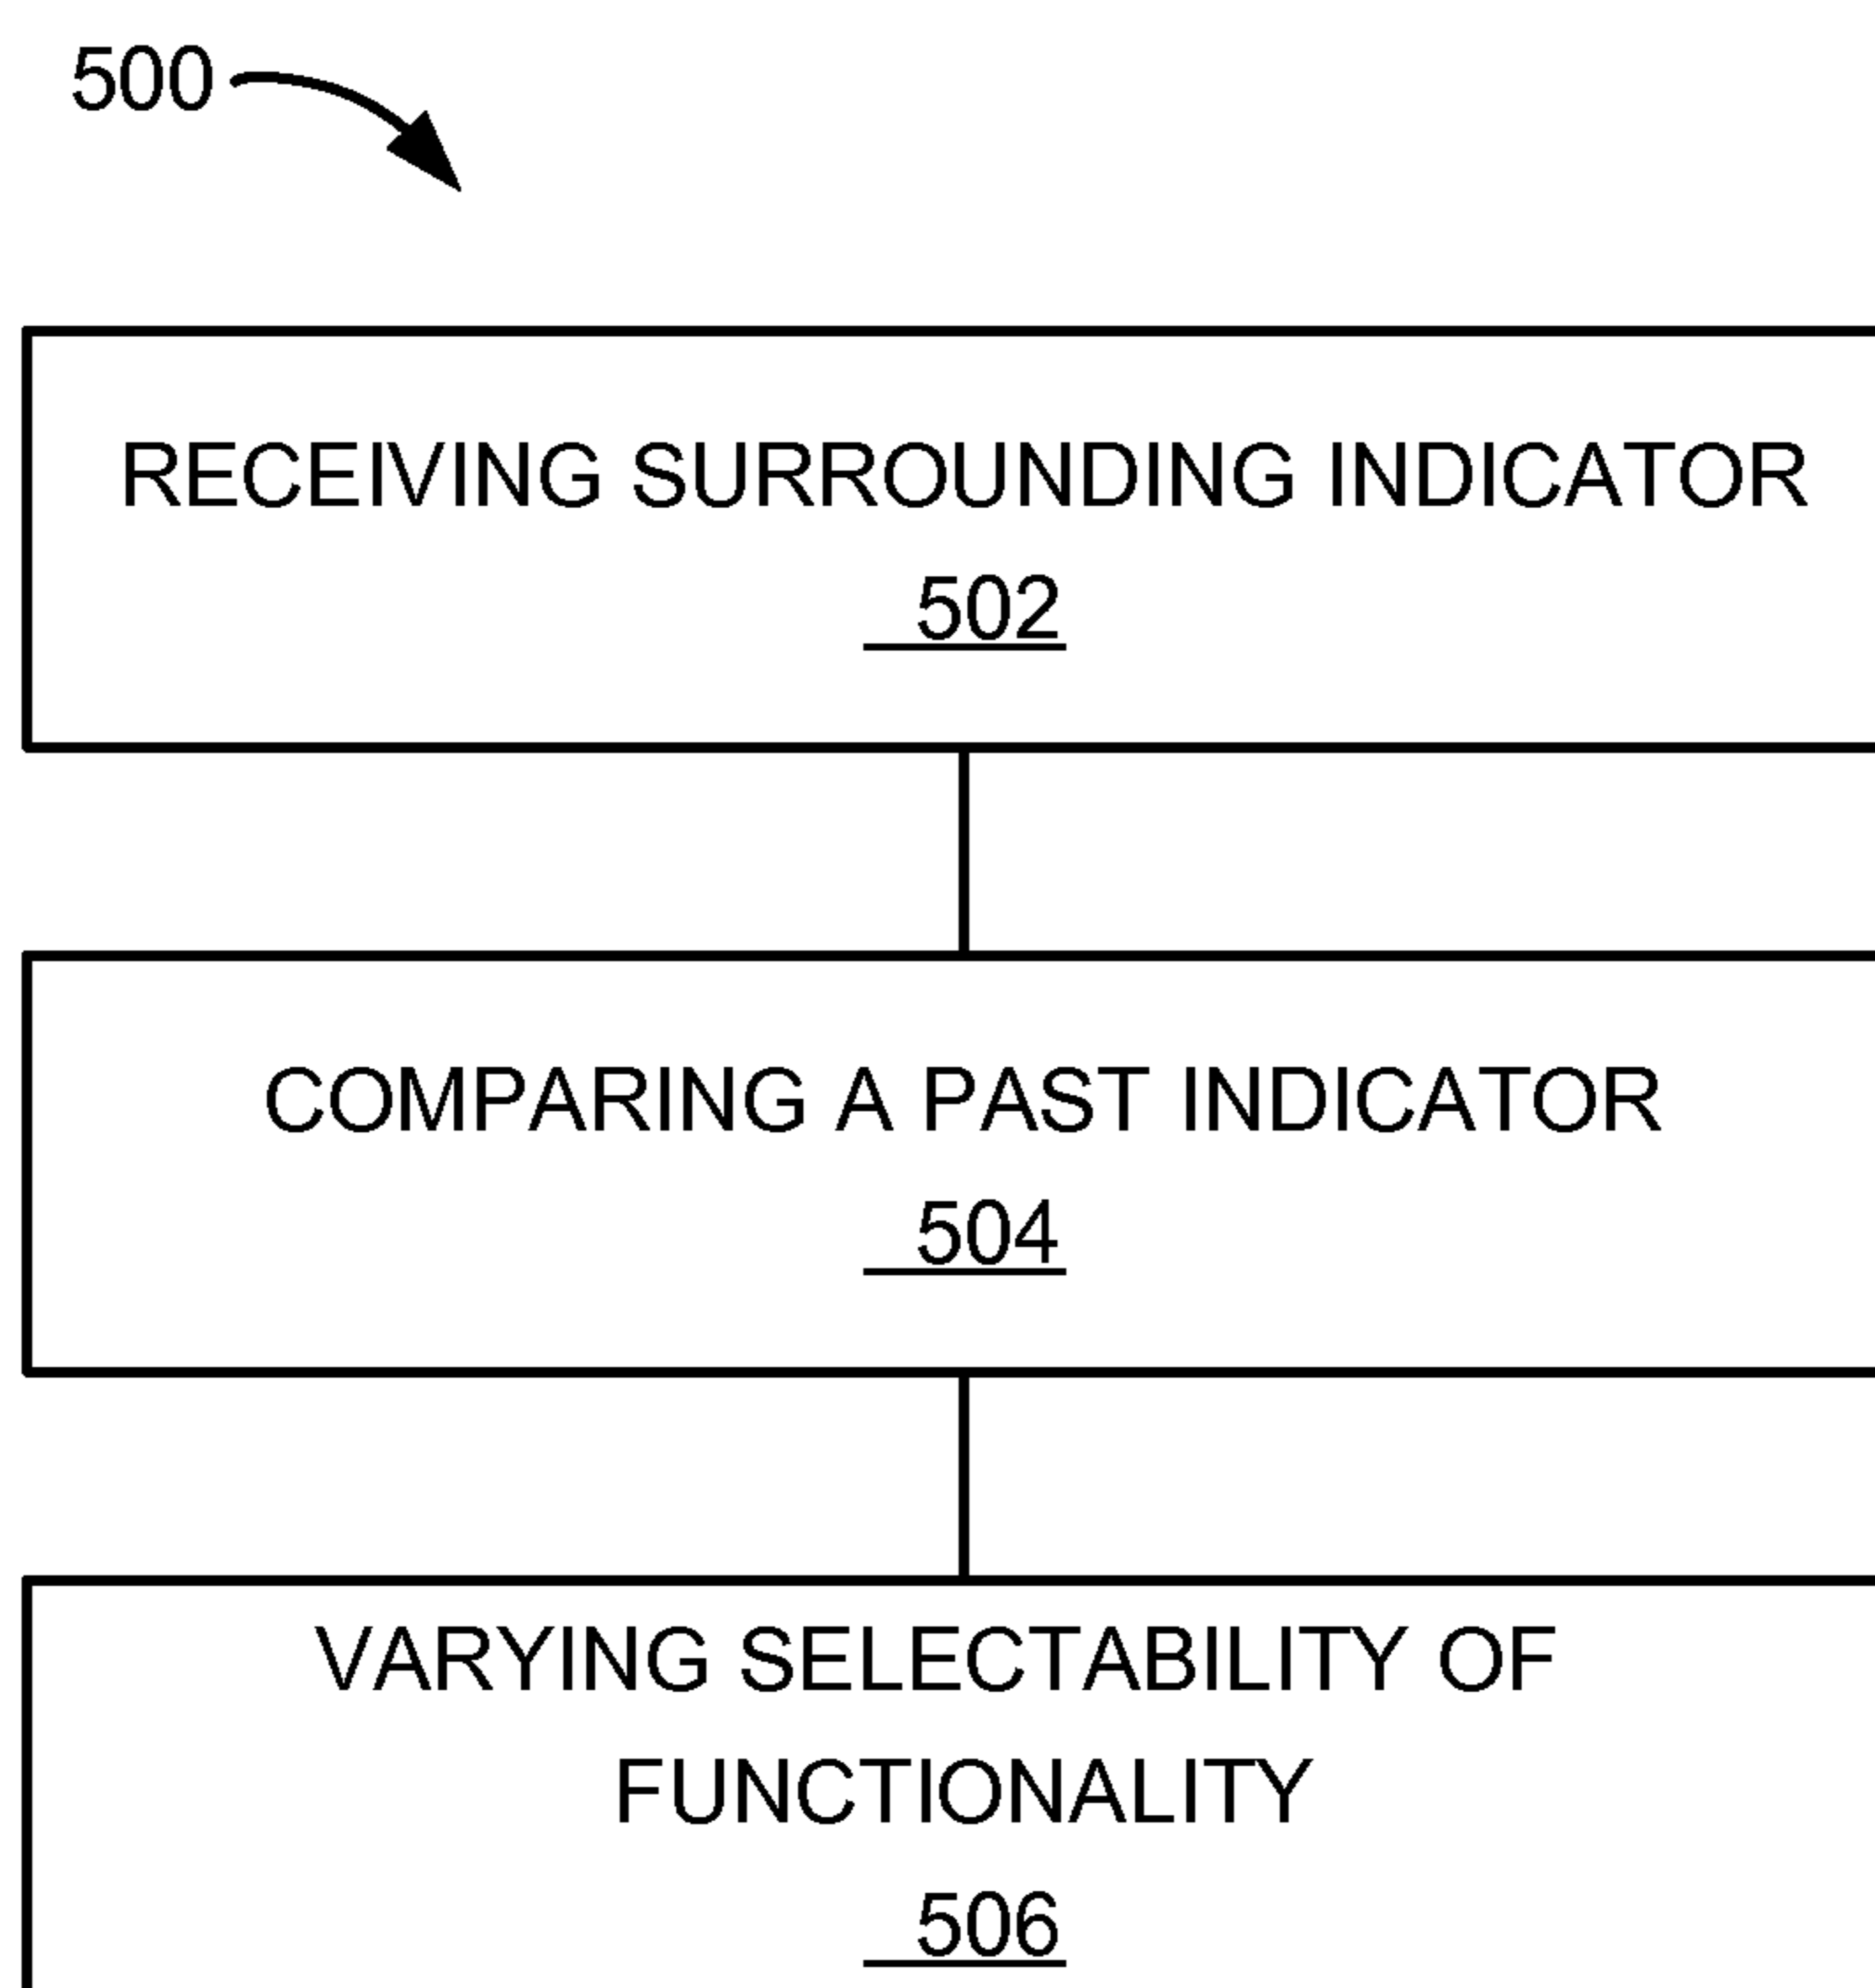 500
RECEIVING SURROUNDING INDICATOR
502
COMPARING A PAST INDICATOR
504
VARYING SELECTABILITY OF
FUNCTIONALITY
506